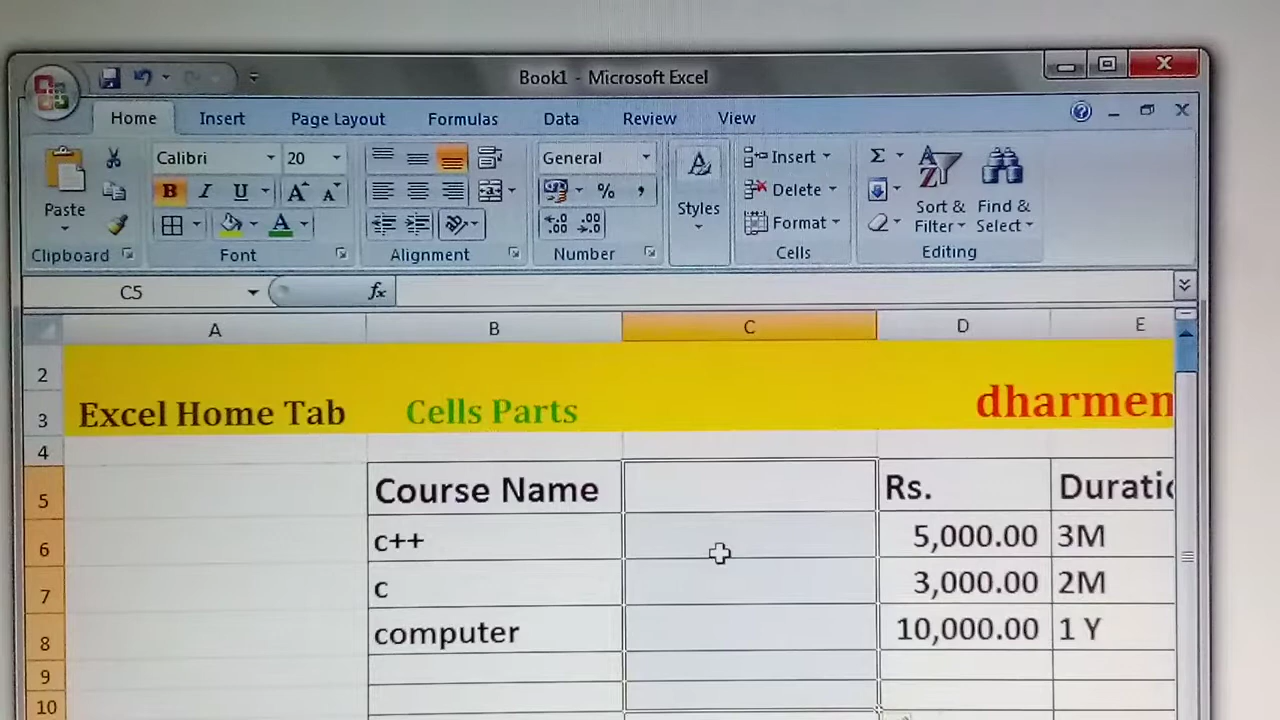 Book1 - Microsoft Excel
Home Insert Page Layout Formulas Data Review View
Calibri 20 General Insert
Paste B I U % , Styles Delete Sort & Find &
A Format Filter Select
Clipboard Font Alignment Number Cells Editing
C5 fx
A B C D E
2
3 Excel Home Tab Cells Parts dharmen
4
5 Course Name Rs. Duratic
6 c++ 5,000.00 3M
7 c 3,000.00 2M
8 computer 10,000.00 1 Y
9
10